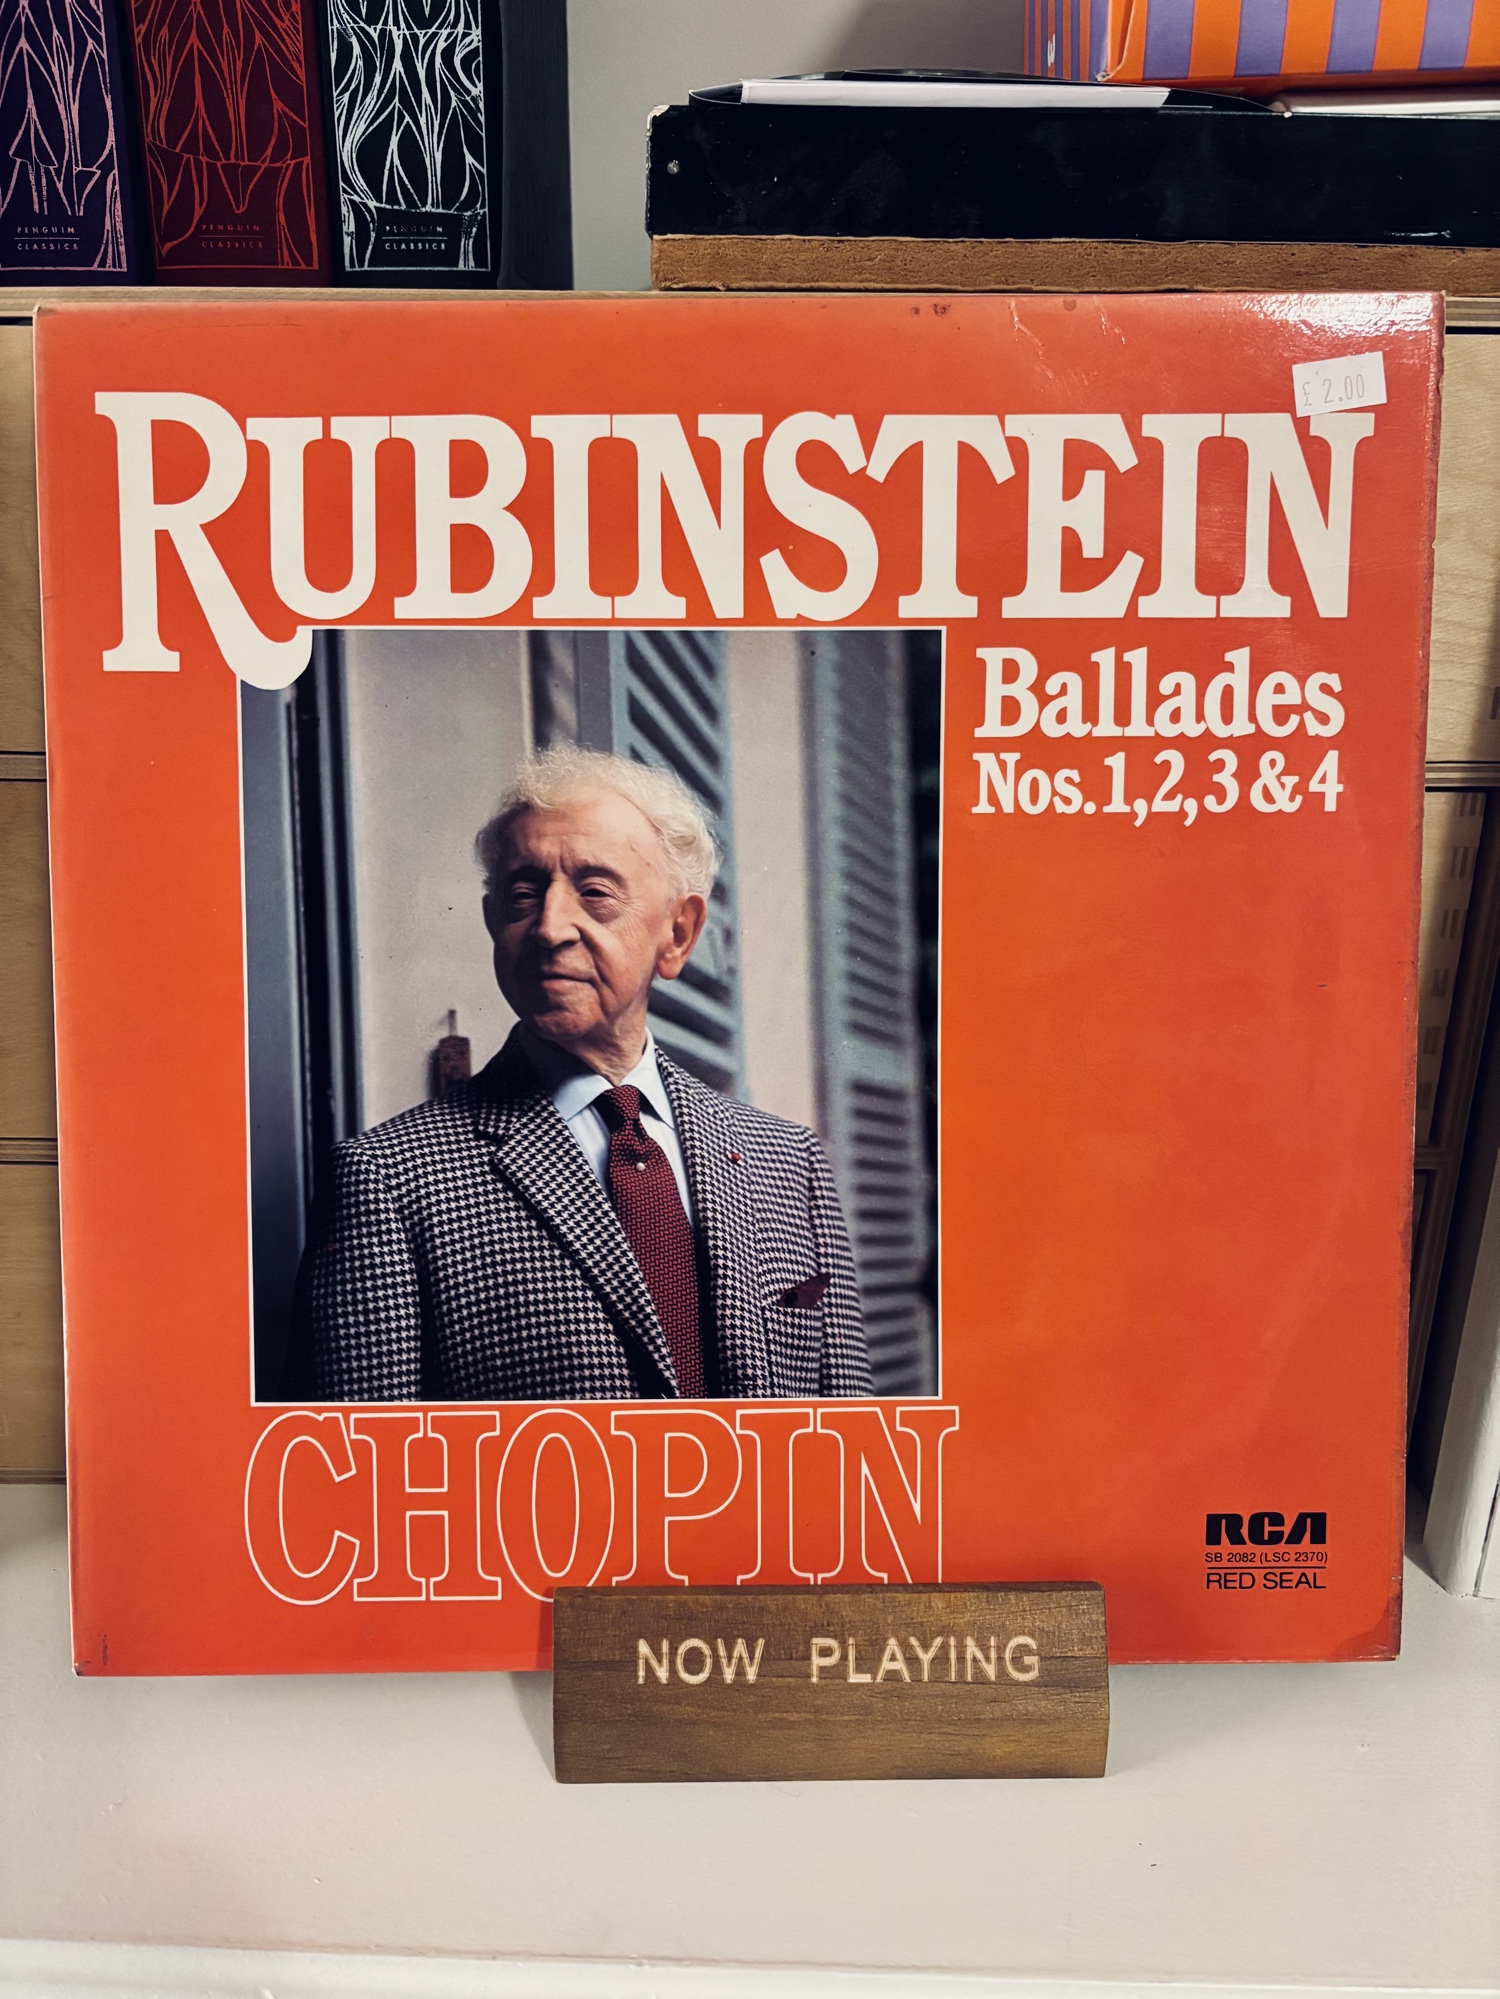 PENGUIN
CLASSICS
PENGUIN
CLASSICS
PENGUIN
CLASSICS
£ 2.00
RUBINSTEIN
Ballades
Nos. 1, 2, 3 & 4
CHOPIN
RCA
SB 2082 (LSC 2370)
RED SEAL
NOW PLAYING